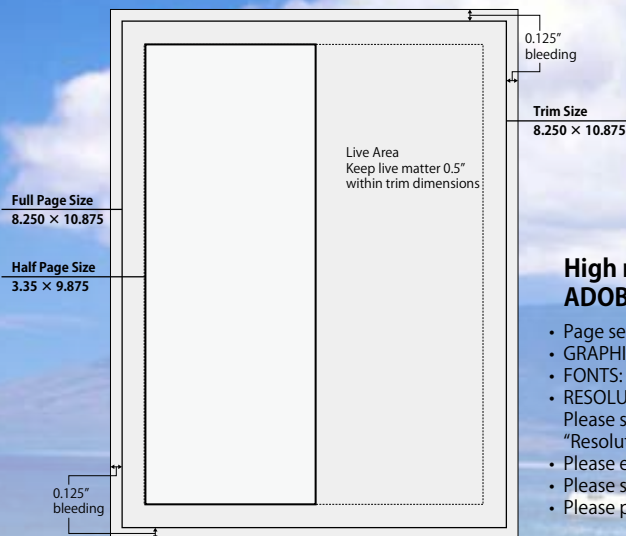 0.125”
bleeding
Trim Size
8.250 × 10.875
Live Area
Keep live matter 0.5”
within trim dimensions
Full Page Size
8.250 × 10.875
Half Page Size
3.35 × 9.875
High
ADOB
• Page se
• GRAPHI
• FONTS:
• RESOLU
Please s
“Resolu
• Please e
• Please s
• Please p
0.125”
bleeding